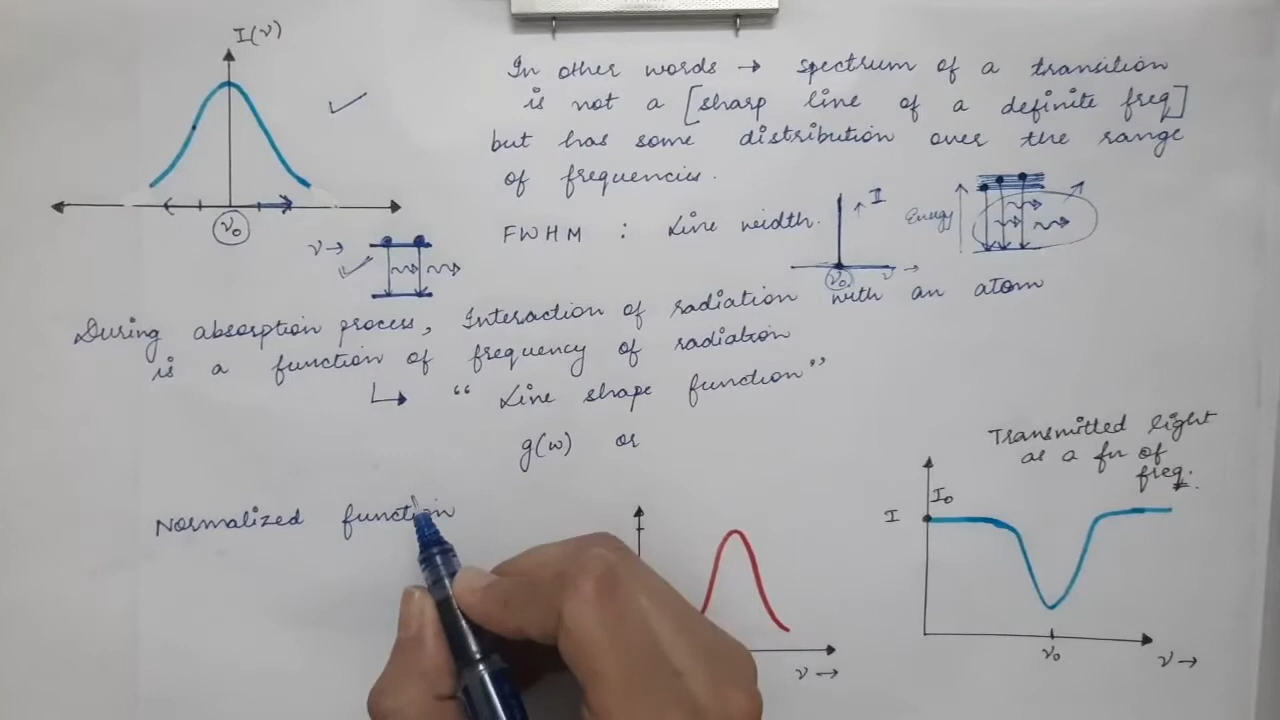 I(ν)
In other words → spectrum of a transition
is not a [sharp line of a definite freq]
but has some distribution over the range
of frequencies.
ν₀
ν →
FWHM : Line width.
I
ν₀
ν →
Energy
During absorption process, Interaction of radiation with an atom
is a function of frequency of radiation
↳ "Line shape function"
g(ω) or
Normalized function
ν →
Transmitted light
as a fn of
freq.
I₀
I
ν₀
ν →